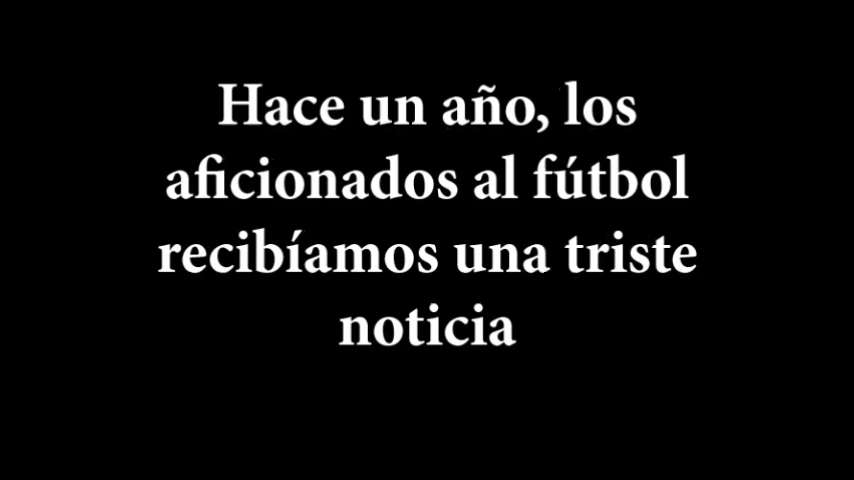 Hace un año, los
aficionados al fútbol
recibíamos una triste
noticia